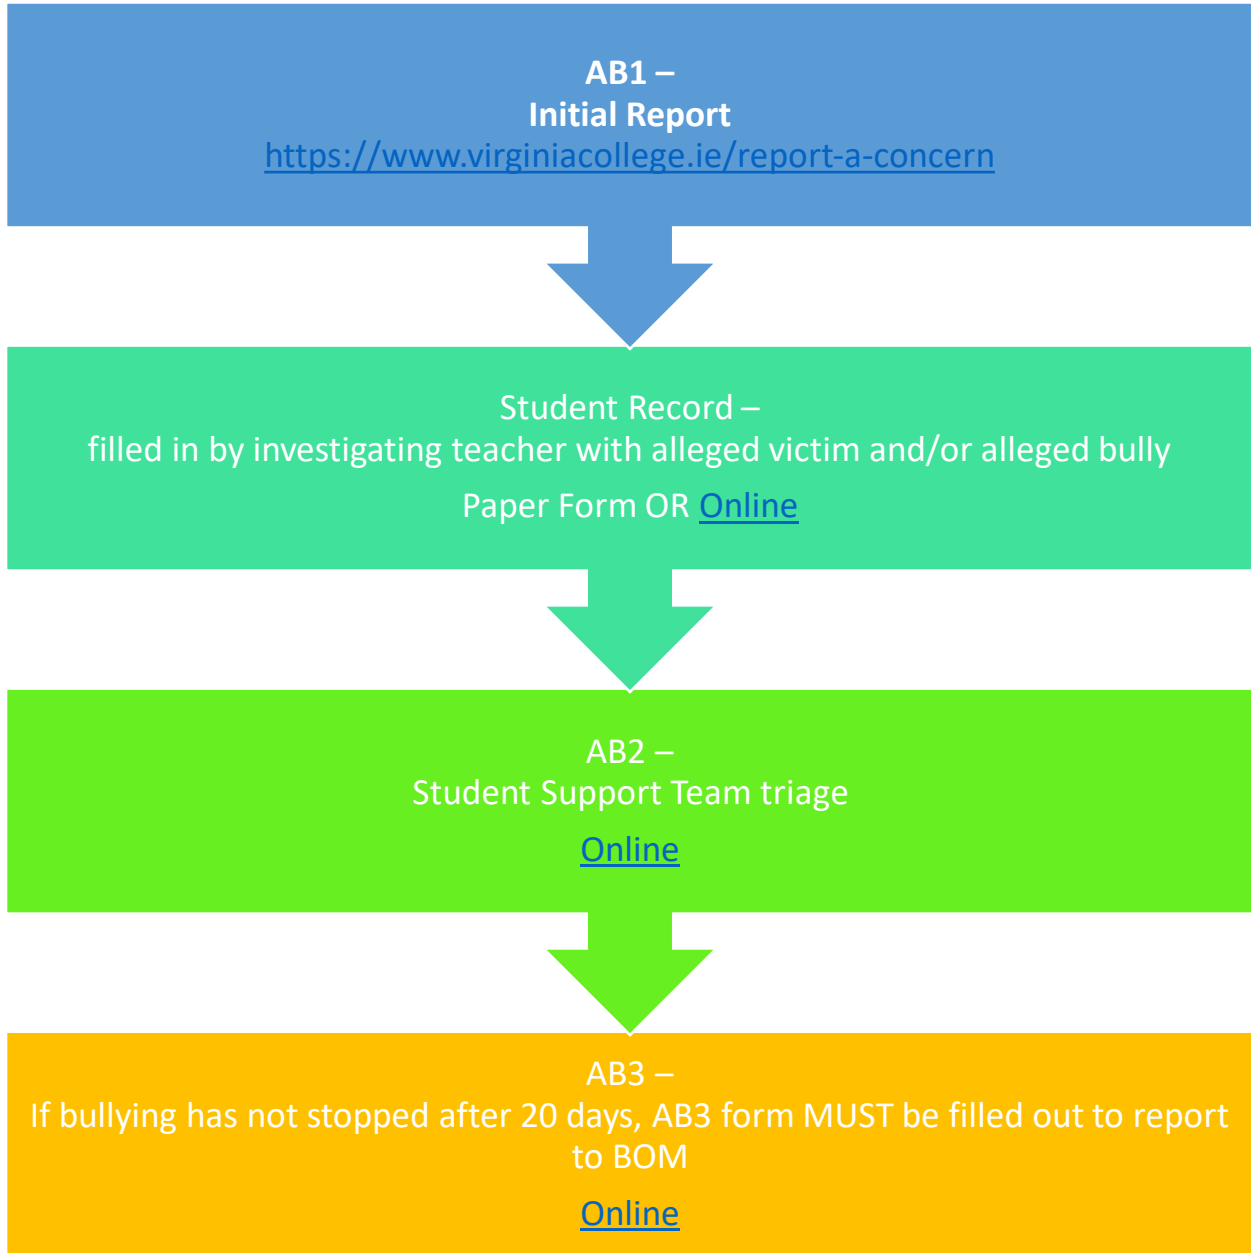 AB1 –
Initial Report
https://www.virginiacollege.ie/report-a-concern
Student Record –
filled in by investigating teacher with alleged victim and/or alleged bully
Paper Form OR Online
AB2 –
Student Support Team triage
Online
AB3 –
If bullying has not stopped after 20 days, AB3 form MUST be filled out to report
to BOM
Online